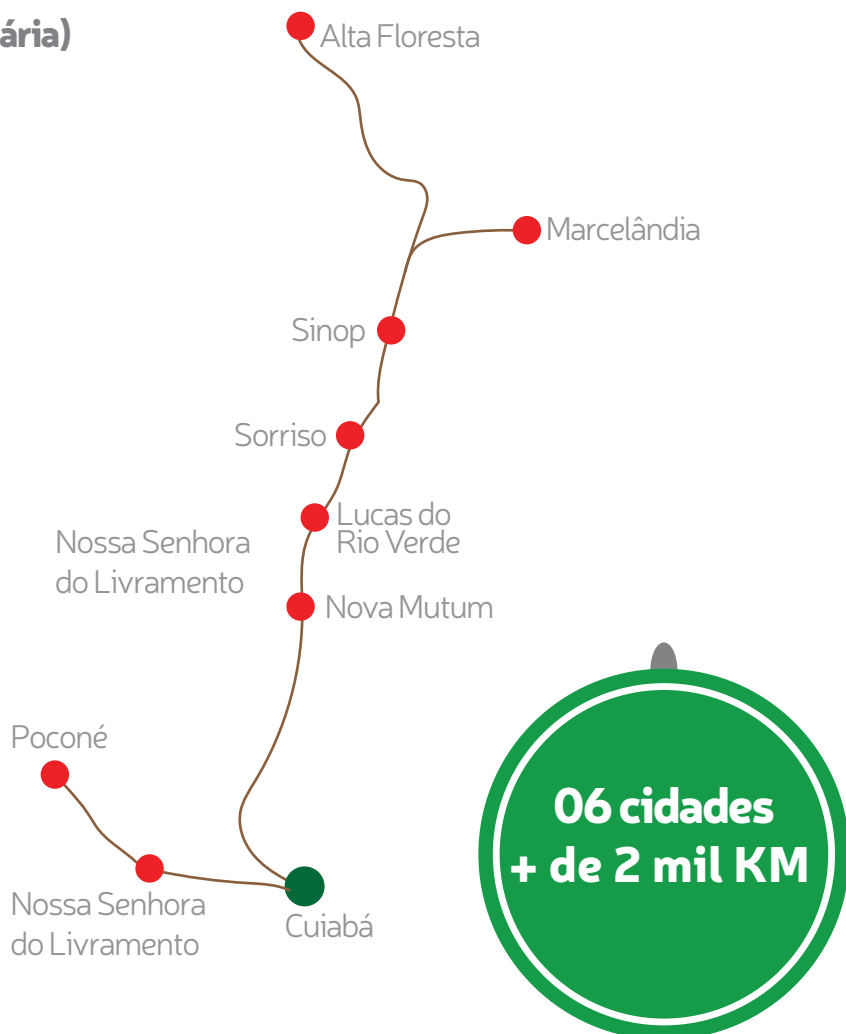 ária)
Alta Floresta
Marcelândia
Sinop
Sorriso
Lucas do
Rio Verde
Nossa Senhora
do Livramento
Nova Mutum
Poconé
06 cidades
+ de 2 mil KM
Nossa Senhora
do Livramento
Cuiabá